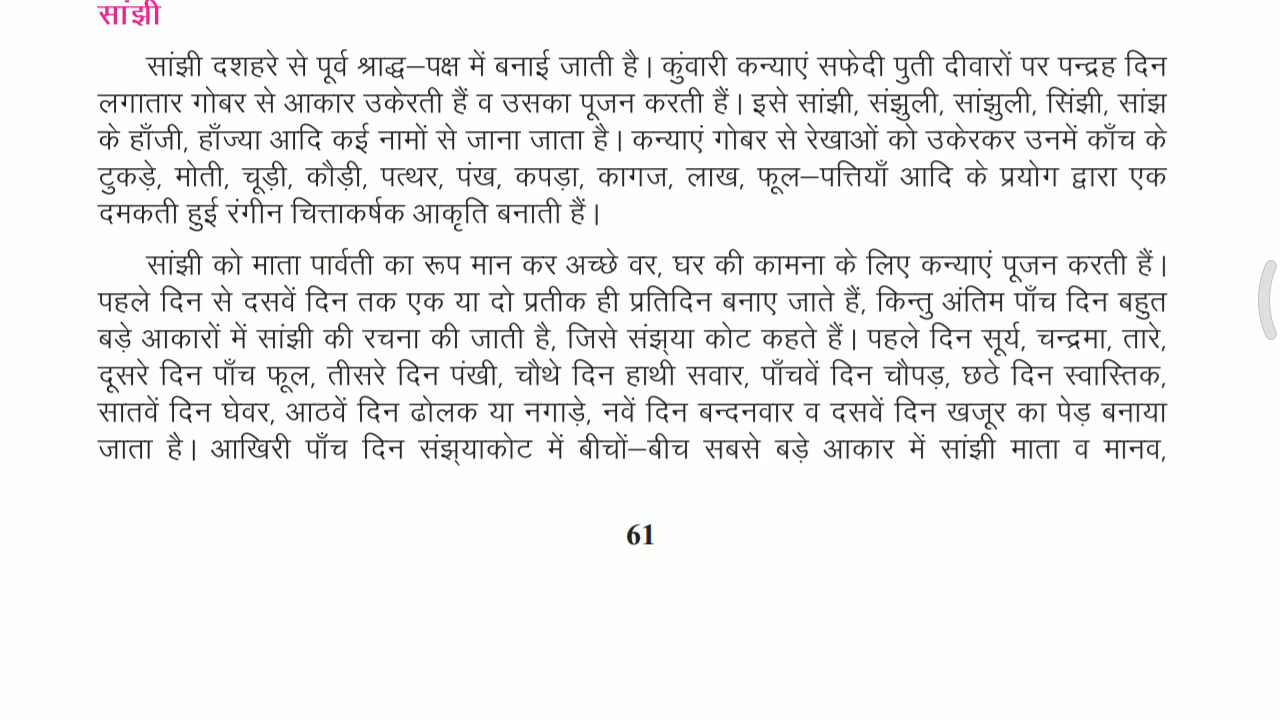 सांझी
सांझी दशहरे से पूर्व श्राद्ध–पक्ष में बनाई जाती है। कुंवारी कन्याएं सफेदी पुती दीवारों पर पन्द्रह दिन
लगातार गोबर से आकार उकेरती हैं व उसका पूजन करती हैं। इसे सांझी, संझुली, सांझुली, सिंझी, सांझ
के हाँजी, हाँज्या आदि कई नामों से जाना जाता है। कन्याएं गोबर से रेखाओं को उकेरकर उनमें काँच के
टुकड़े, मोती, चूड़ी, कौड़ी, पत्थर, पंख, कपड़ा, कागज, लाख, फूल–पत्तियाँ आदि के प्रयोग द्वारा एक
दमकती हुई रंगीन चित्ताकर्षक आकृति बनाती हैं।
सांझी को माता पार्वती का रूप मान कर अच्छे वर, घर की कामना के लिए कन्याएं पूजन करती हैं।
पहले दिन से दसवें दिन तक एक या दो प्रतीक ही प्रतिदिन बनाए जाते हैं, किन्तु अंतिम पाँच दिन बहुत
बड़े आकारों में सांझी की रचना की जाती है, जिसे संझ्या कोट कहते हैं। पहले दिन सूर्य, चन्द्रमा, तारे,
दूसरे दिन पाँच फूल, तीसरे दिन पंखी, चौथे दिन हाथी सवार, पाँचवें दिन चौपड़, छठे दिन स्वास्तिक,
सातवें दिन घेवर, आठवें दिन ढोलक या नगाड़े, नवें दिन बन्दनवार व दसवें दिन खजूर का पेड़ बनाया
जाता है। आखिरी पाँच दिन संझ्याकोट में बीचों–बीच सबसे बड़े आकार में सांझी माता व मानव,
61